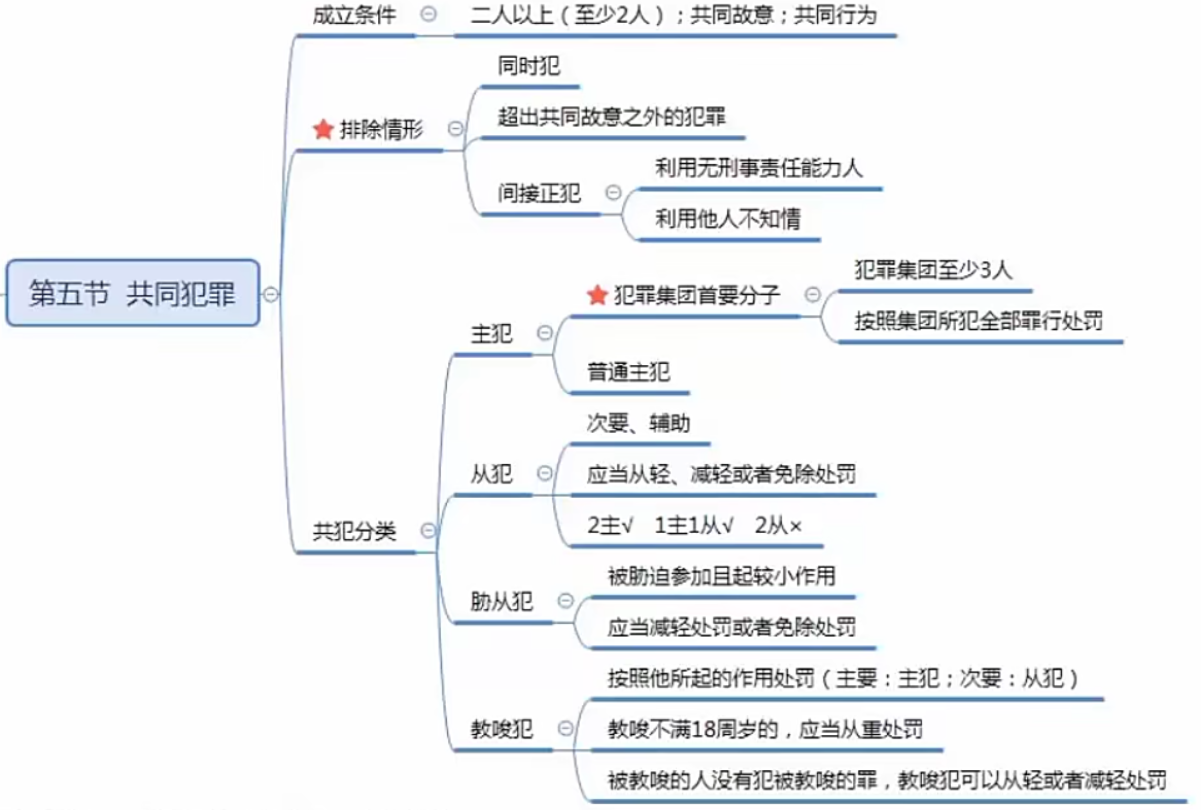 成立条件
二人以上（至少2人）；共同故意；共同行为
同时犯
排除情形
超出共同故意之外的犯罪
间接正犯
利用无刑事责任能力人
利用他人不知情
第五节 共同犯罪
主犯
犯罪集团首要分子
犯罪集团至少3人
按照集团所犯全部罪行处罚
普通主犯
共犯分类
从犯
次要、辅助
应当从轻、减轻或者免除处罚
2主√ 1主1从√ 2从×
胁从犯
被胁迫参加且起较小作用
应当减轻处罚或者免除处罚
教唆犯
按照他所起的作用处罚（主要：主犯；次要：从犯）
教唆不满18周岁的，应当从重处罚
被教唆的人没有犯被教唆的罪，教唆犯可以从轻或者减轻处罚